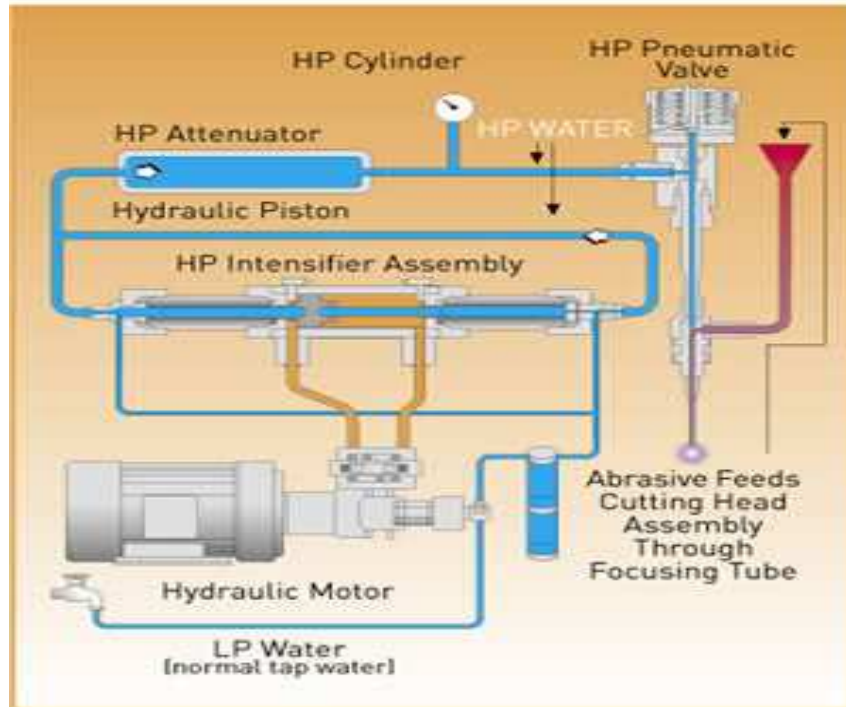 HP Cylinder
HP Pneumatic
Valve
HP Attenuator
HP WATER
Hydraulic Piston
HP Intensifier Assembly
Abrasive Feeds
Cutting Head
Assembly
Through
Focusing Tube
Hydraulic Motor
LP Water
[normal tap water]